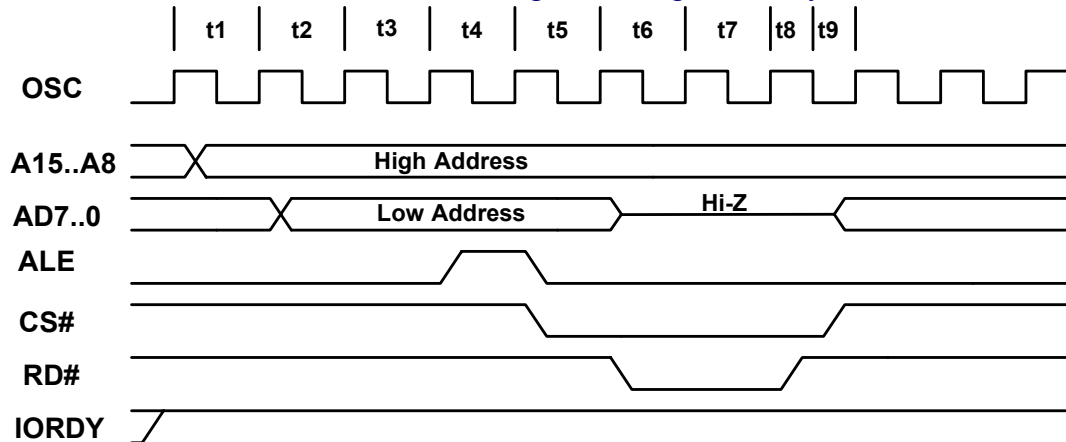 t1 t2 t3 t4 t5 t6 t7 t8 t9
OSC
A15..A8 High Address
AD7..0 Low Address Hi-Z
ALE
CS#
RD#
IORDY